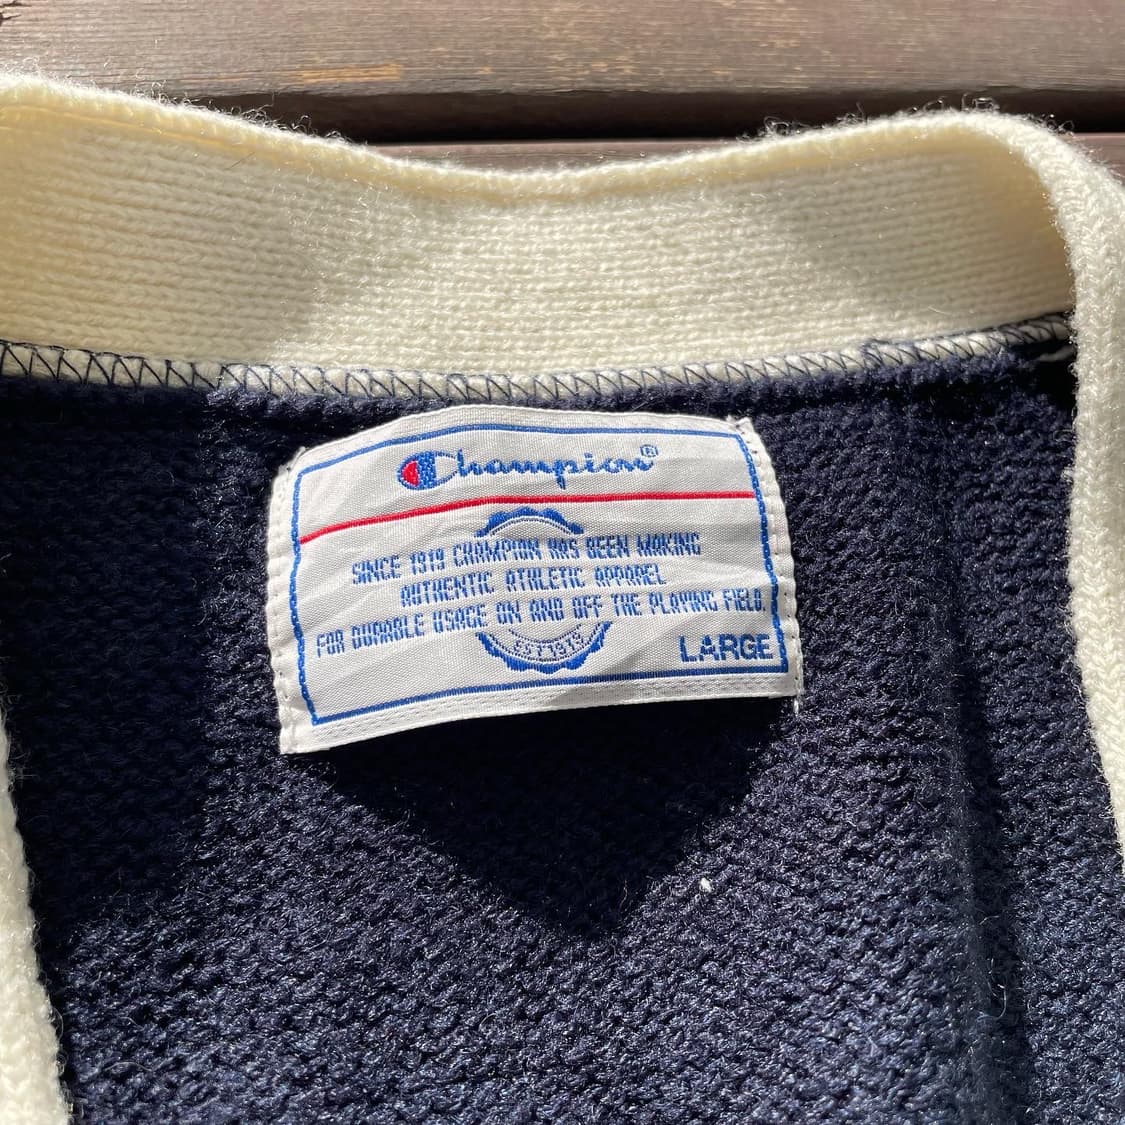 Champion®
SINCE 1919 CHAMPION HAS BEEN MAKING
AUTHENTIC ATHLETIC APPAREL
FOR DURABLE USAGE ON AND OFF THE PLAYING FIELD.
EST 1919
LARGE